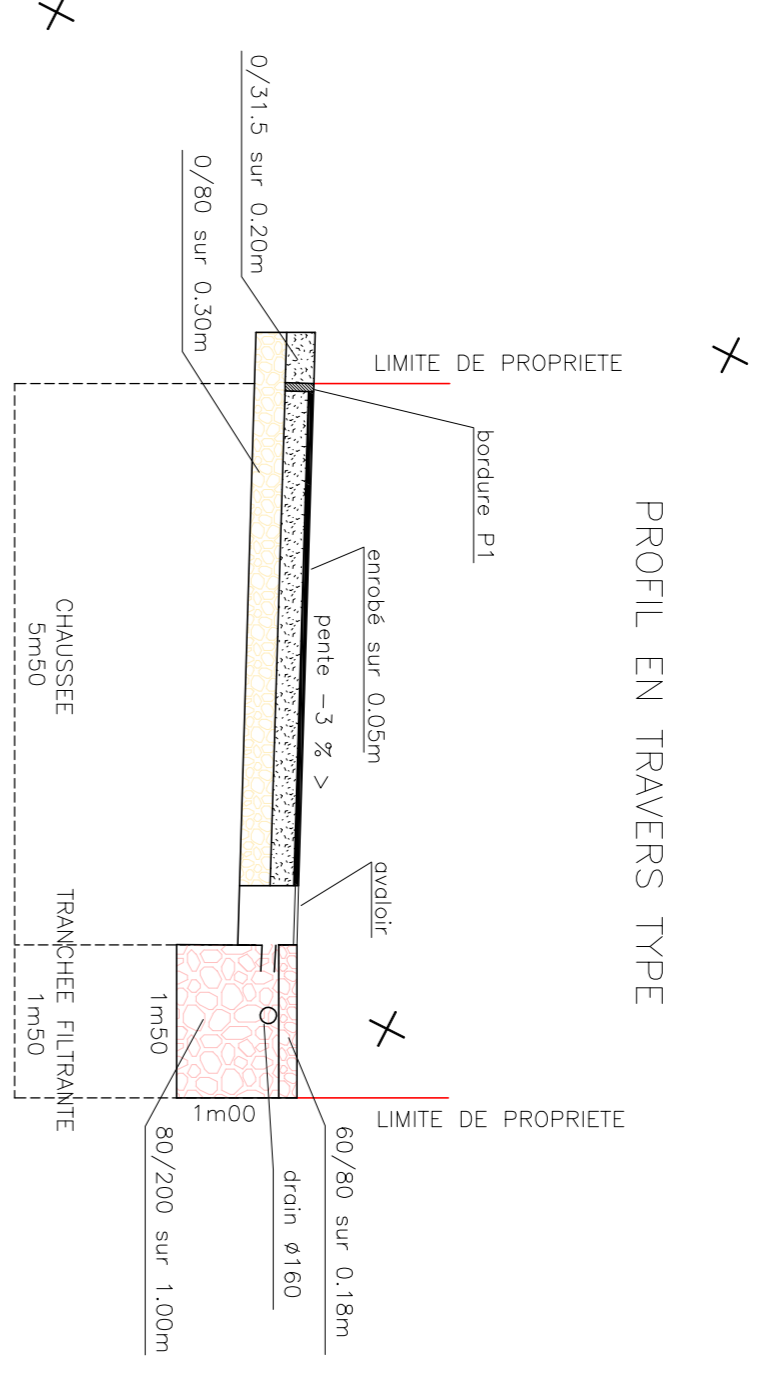 PROFIL EN TRAVERS TYPE
LIMITE DE PROPRIETE
LIMITE DE PROPRIETE
bordure P1
enrobé sur 0.05m
pente -3 % >
avaloir
0/31.5 sur 0.20m
0/80 sur 0.30m
60/80 sur 0.18m
drain ø160
80/200 sur 1.00m
1m00
1m50
CHAUSSEE
5m50
TRANCHEE FILTRANTE
1m50